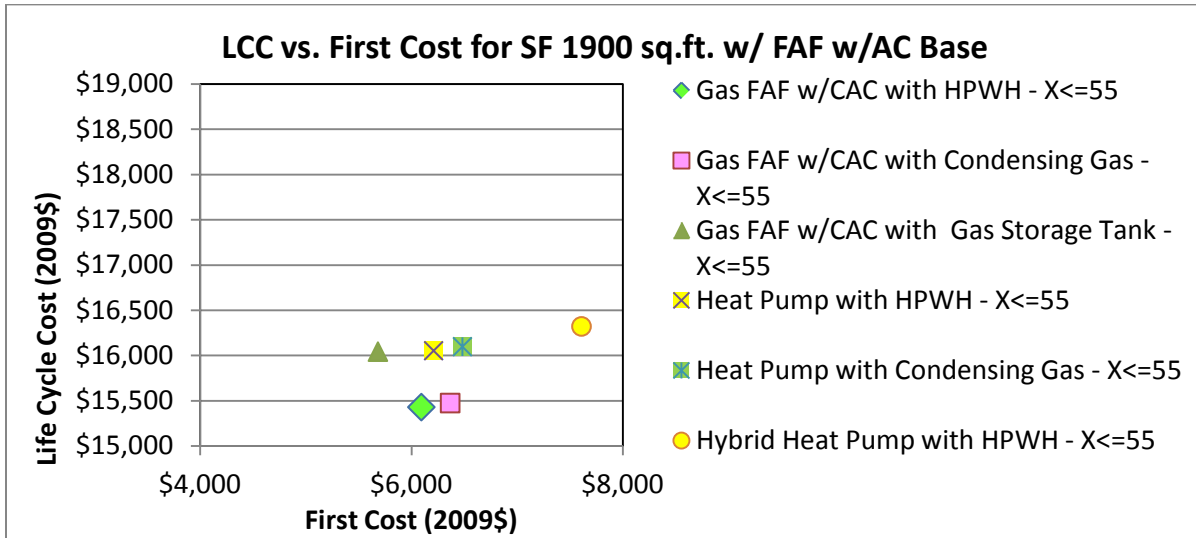 LCC vs. First Cost for SF 1900 sq.ft. w/ FAF w/AC Base
$19,000
$18,500
$18,000
$17,500
$17,000
$16,500
$16,000
$15,500
$15,000
Life Cycle Cost (2009$)
$4,000
$6,000
$8,000
First Cost (2009$)
Gas FAF w/CAC with HPWH - X<=55
Gas FAF w/CAC with Condensing Gas -
X<=55
Gas FAF w/CAC with  Gas Storage Tank -
X<=55
Heat Pump with HPWH - X<=55
Heat Pump with Condensing Gas - X<=55
Hybrid Heat Pump with HPWH - X<=55